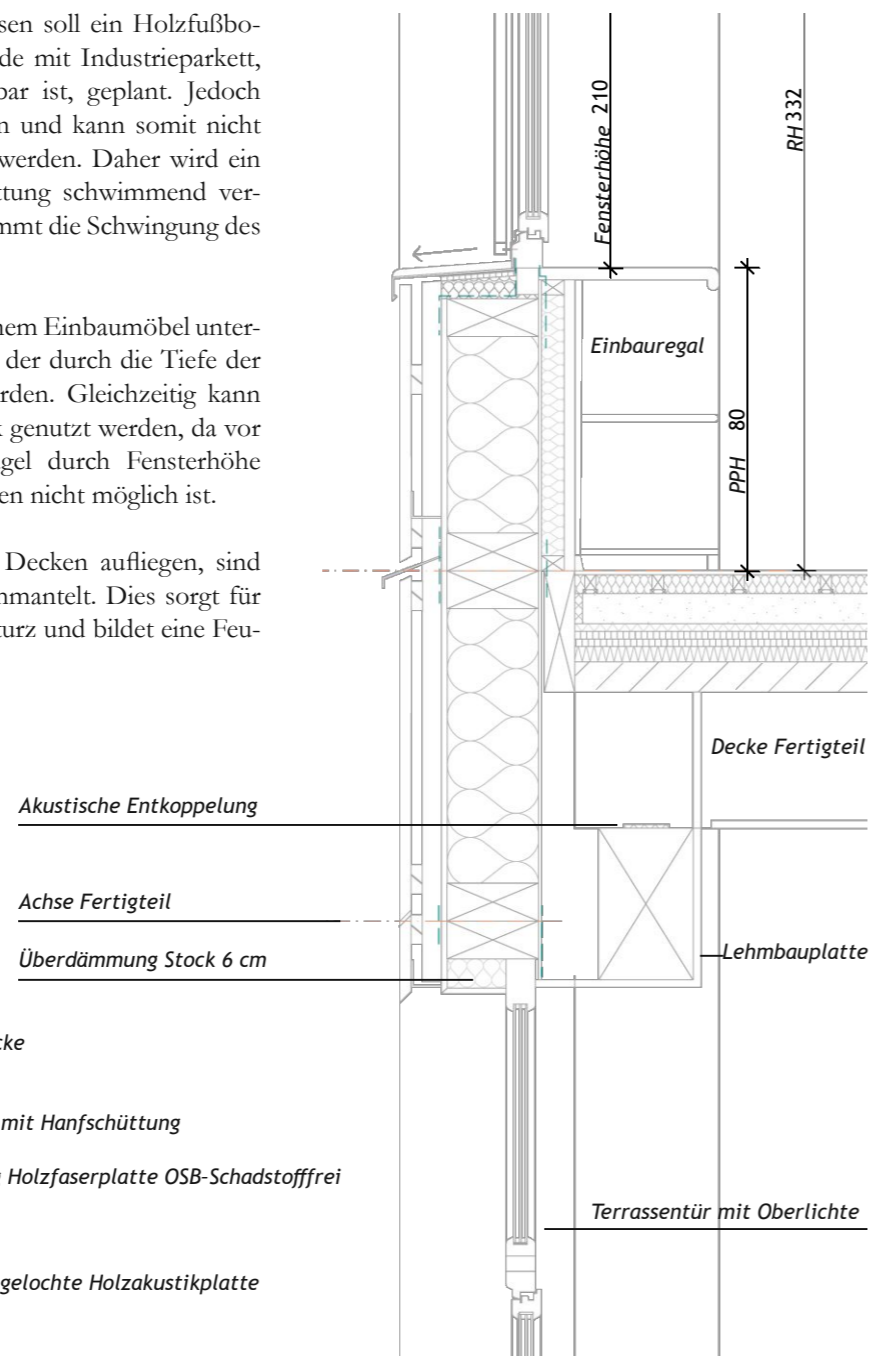 sen soll ein Holzfußbo-
de mit Industrieparkett,
bar ist, geplant. Jedoch
n und kann somit nicht
werden. Daher wird ein
ttung schwimmend ver-
mmt die Schwingung des
nem Einbaumöbel unter-
der durch die Tiefe der
rden. Gleichzeitig kann
k genutzt werden, da vor
gel durch Fensterhöhe
en nicht möglich ist.
Decken aufliegen, sind
nmantelt. Dies sorgt für
turz und bildet eine Feu-
Fensterhöhe 210
RH 332
Einbauregal
PPH 80
Decke Fertigteil
Akustische Entkoppelung
Achse Fertigteil
Lehmbauplatte
Überdämmung Stock 6 cm
cke
mit Hanfschüttung
Holzfaserplatte OSB-Schadstofffrei
Terrassentür mit Oberlichte
gelochte Holzakustikplatte